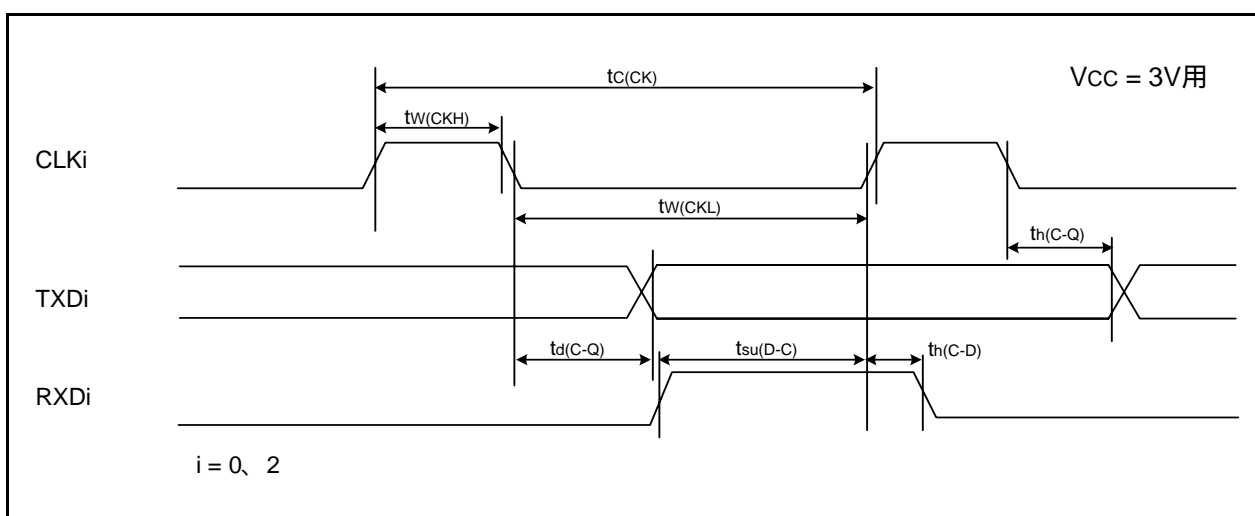 tC(CK)
VCC = 3V用
tW(CKH)
CLKi
tW(CKL)
th(C-Q)
TXDi
td(C-Q)
tsu(D-C)
th(C-D)
RXDi
i = 0、2